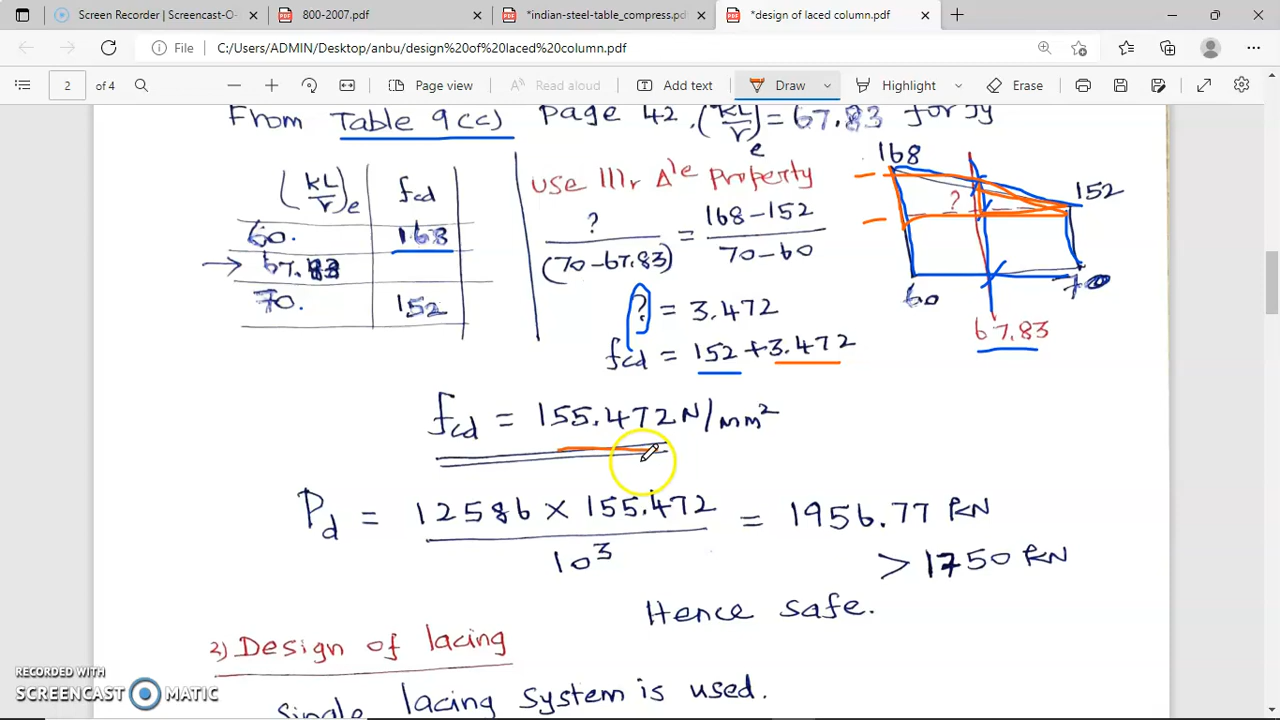 Screen Recorder | Screencast-O-
800-2007.pdf
*indian-steel-table_compress.pd
*design of laced column.pdf
File
C:/Users/ADMIN/Desktop/anbu/design%20of%20laced%20column.pdf
2
of 4
Page view
Read aloud
Add text
Draw
Highlight
Erase
From Table 9(c) page 42. (KL/r)e = 67.83 for fy
(KL/r)e fcd
60. 168
67.83
70. 152
Use lllr Δle Property
? / (70-67.83) = 168-152 / 70-60
? = 3.472
fcd = 152 + 3.472
168
152
?
60
70
67.83
fcd = 155.472 N/mm²
Pd = 12586 × 155.472 / 10³ = 1956.77 KN
> 1750 KN
Hence safe.
2) Design of lacing
Single lacing system is used.
RECORDED WITH
SCREENCAST MATIC